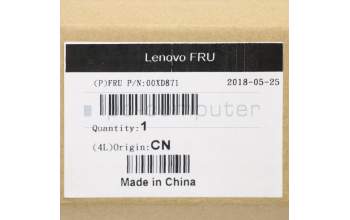 Lenovo FRU
(P)FRU P/N:00XD871 2018-05-25
Quantity:1
(4L)Origin:CN
Made in China